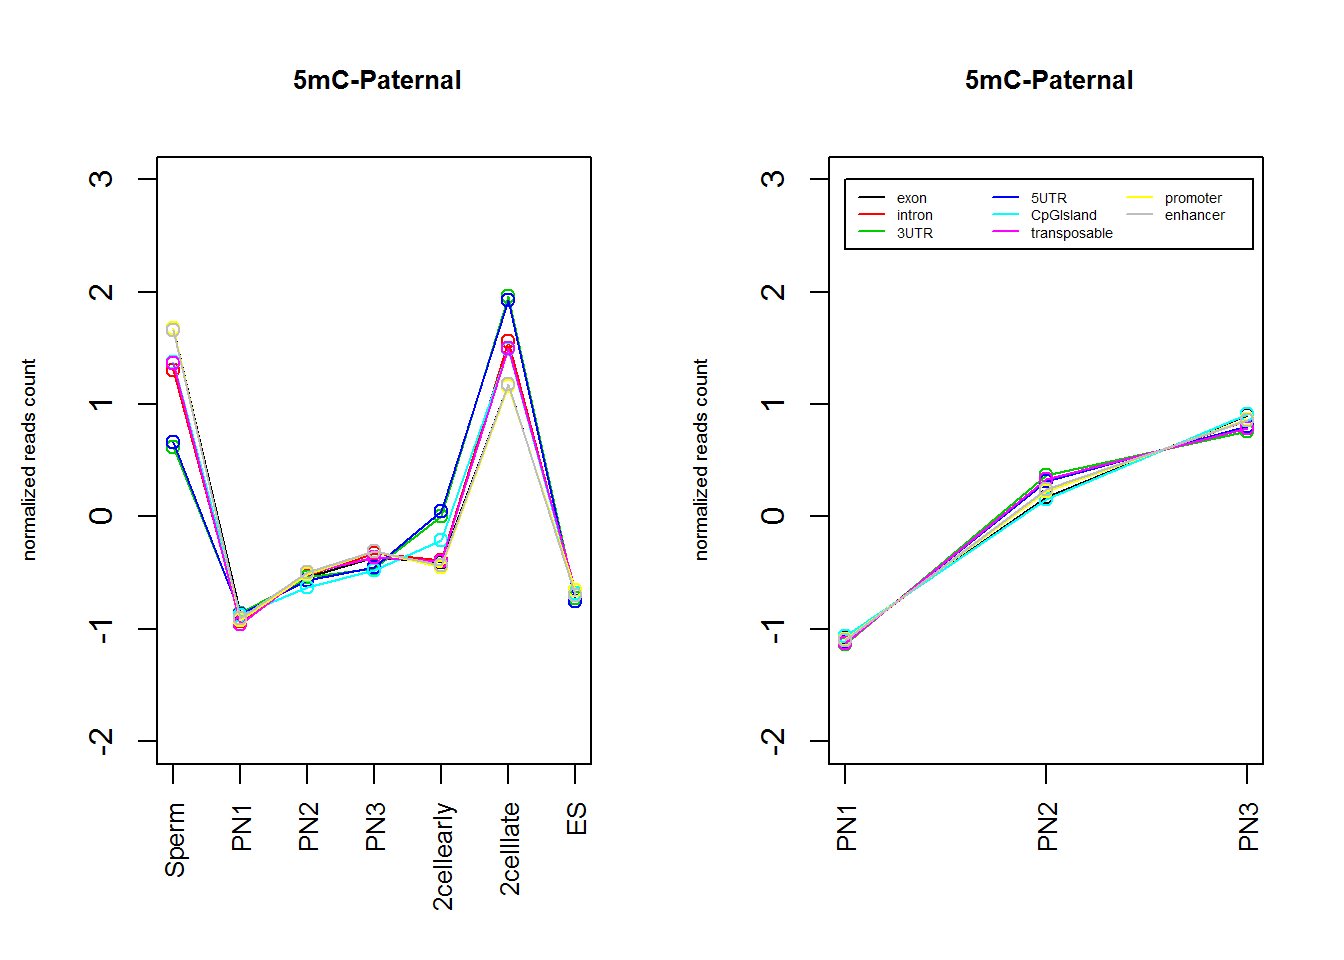 5mC-Paternal
normalized reads count
3
2
1
0
-1
-2
Sperm
PN1
PN2
PN3
2cellearly
2celllate
ES
5mC-Paternal
normalized reads count
3
2
1
0
-1
-2
exon
intron
3UTR
5UTR
CpGIsland
transposable
promoter
enhancer
PN1
PN2
PN3